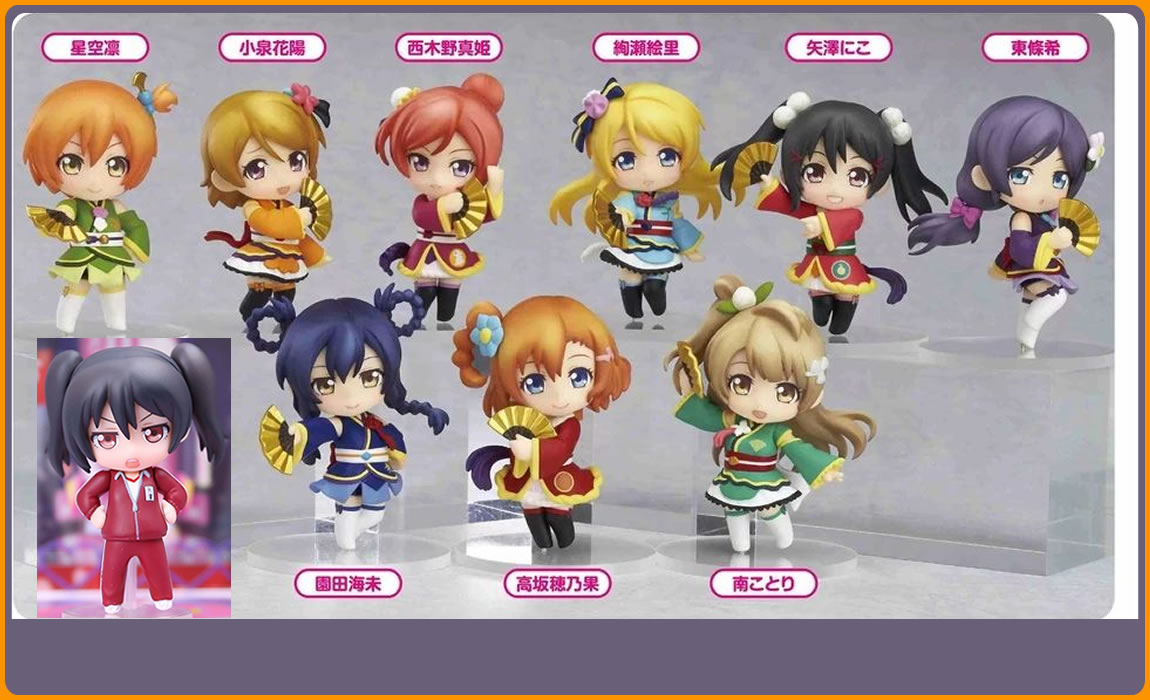 星空凛
小泉花陽
西木野真姫
絢瀬絵里
矢澤にこ
東條希
園田海未
高坂穂乃果
南ことり